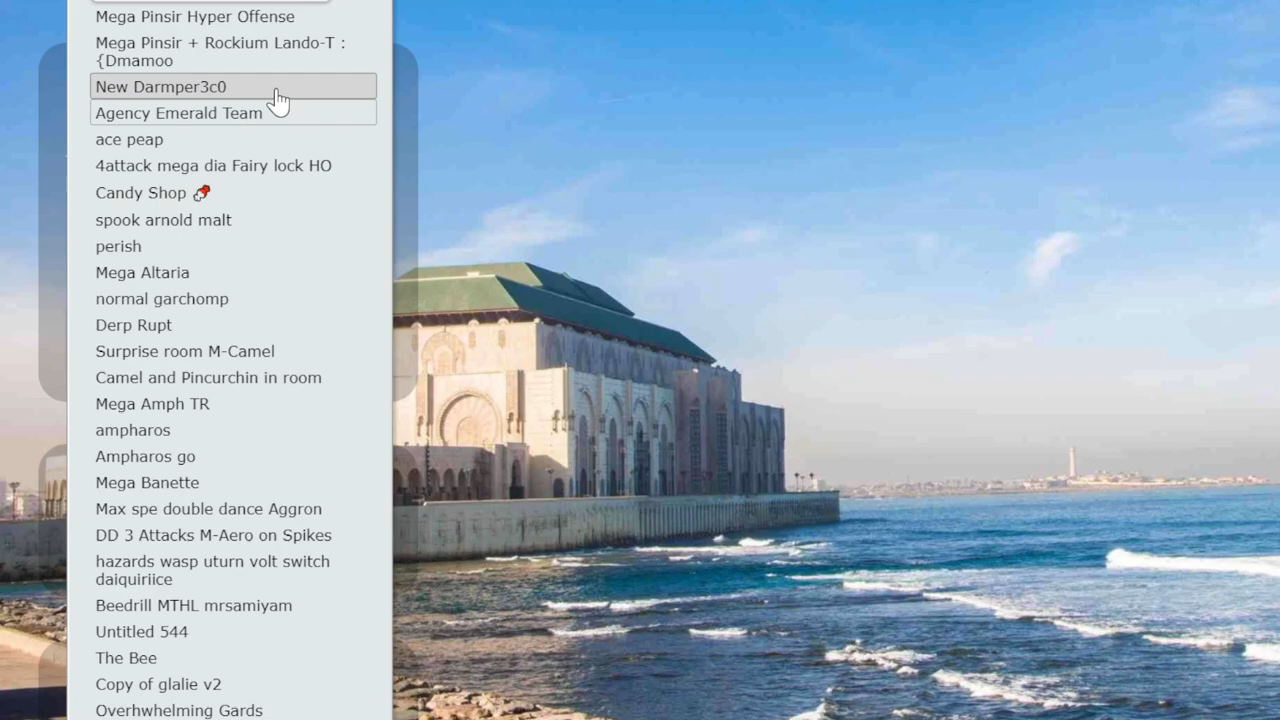 Mega Pinsir Hyper Offense
Mega Pinsir + Rockium Lando-T :
{Dmamoo
New Darmper3c0
Agency Emerald Team
ace peap
4attack mega dia Fairy lock HO
Candy Shop
spook arnold malt
perish
Mega Altaria
normal garchomp
Derp Rupt
Surprise room M-Camel
Camel and Pincurchin in room
Mega Amph TR
ampharos
Ampharos go
Mega Banette
Max spe double dance Aggron
DD 3 Attacks M-Aero on Spikes
hazards wasp uturn volt switch
daiquiriice
Beedrill MTHL mrsamiyam
Untitled 544
The Bee
Copy of glalie v2
Overhwhelming Gards